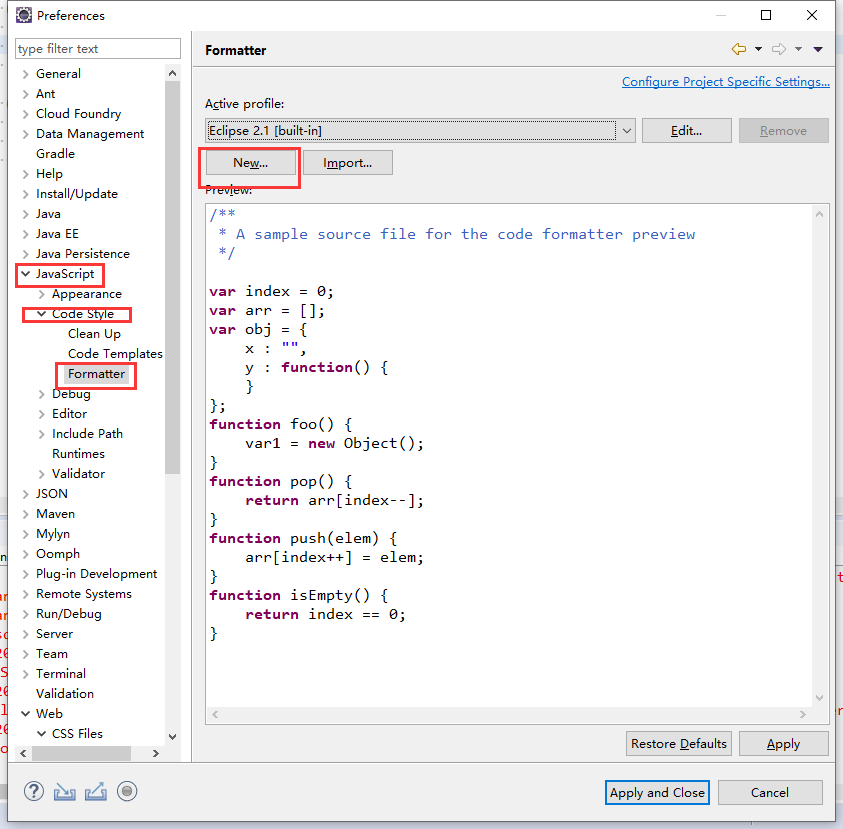 Preferences
type filter text
General
Ant
Cloud Foundry
Data Management
Gradle
Help
Install/Update
Java
Java EE
Java Persistence
JavaScript
Appearance
Code Style
Clean Up
Code Templates
Formatter
Debug
Editor
Include Path
Runtimes
Validator
JSON
Maven
Mylyn
Oomph
Plug-in Development
Remote Systems
Run/Debug
Server
Team
Terminal
Validation
Web
CSS Files
Formatter
Configure Project Specific Settings...
Active profile:
Eclipse 2.1 [built-in]
Edit...
Remove
New...
Import...
Preview:
/**
 * A sample source file for the code formatter preview
 */
var index = 0;
var arr = [];
var obj = {
    x : "",
    y : function() {
    }
};
function foo() {
    var1 = new Object();
}
function pop() {
    return arr[index--];
}
function push(elem) {
    arr[index++] = elem;
}
function isEmpty() {
    return index == 0;
}
Restore Defaults
Apply
Apply and Close
Cancel